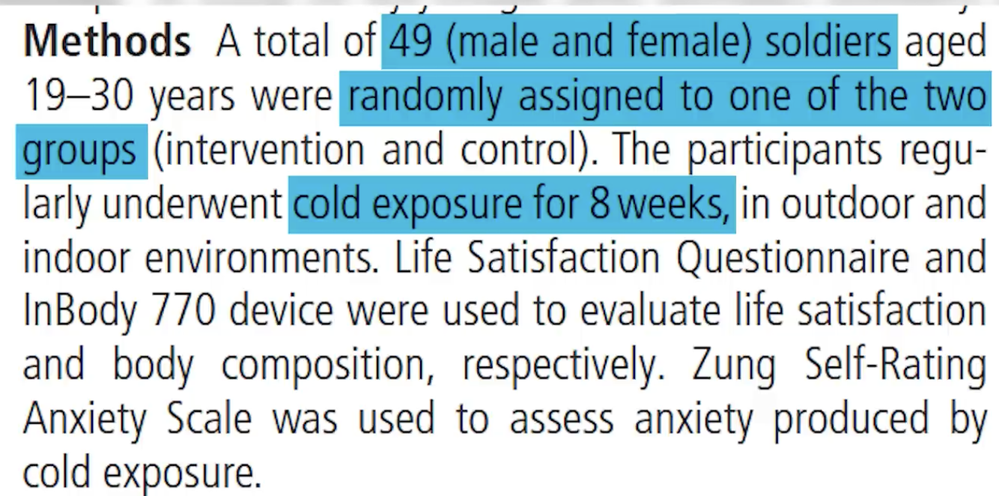 Methods A total of 49 (male and female) soldiers aged
19–30 years were randomly assigned to one of the two
groups (intervention and control). The participants regu-
larly underwent cold exposure for 8 weeks, in outdoor and
indoor environments. Life Satisfaction Questionnaire and
InBody 770 device were used to evaluate life satisfaction
and body composition, respectively. Zung Self-Rating
Anxiety Scale was used to assess anxiety produced by
cold exposure.